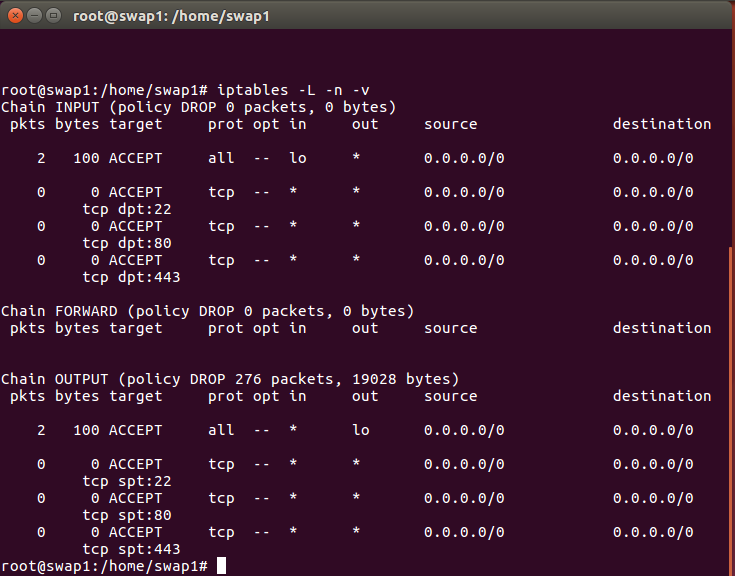 root@swap1: /home/swap1
root@swap1:/home/swap1# iptables -L -n -v
Chain INPUT (policy DROP 0 packets, 0 bytes)
 pkts bytes target     prot opt in     out     source               destination
    2   100 ACCEPT     all  --  lo     *       0.0.0.0/0            0.0.0.0/0
    0     0 ACCEPT     tcp  --  *      *       0.0.0.0/0            0.0.0.0/0
         tcp dpt:22
    0     0 ACCEPT     tcp  --  *      *       0.0.0.0/0            0.0.0.0/0
         tcp dpt:80
    0     0 ACCEPT     tcp  --  *      *       0.0.0.0/0            0.0.0.0/0
         tcp dpt:443
Chain FORWARD (policy DROP 0 packets, 0 bytes)
 pkts bytes target     prot opt in     out     source               destination
Chain OUTPUT (policy DROP 276 packets, 19028 bytes)
 pkts bytes target     prot opt in     out     source               destination
    2   100 ACCEPT     all  --  *      lo      0.0.0.0/0            0.0.0.0/0
    0     0 ACCEPT     tcp  --  *      *       0.0.0.0/0            0.0.0.0/0
         tcp spt:22
    0     0 ACCEPT     tcp  --  *      *       0.0.0.0/0            0.0.0.0/0
         tcp spt:80
    0     0 ACCEPT     tcp  --  *      *       0.0.0.0/0            0.0.0.0/0
         tcp spt:443
root@swap1:/home/swap1#